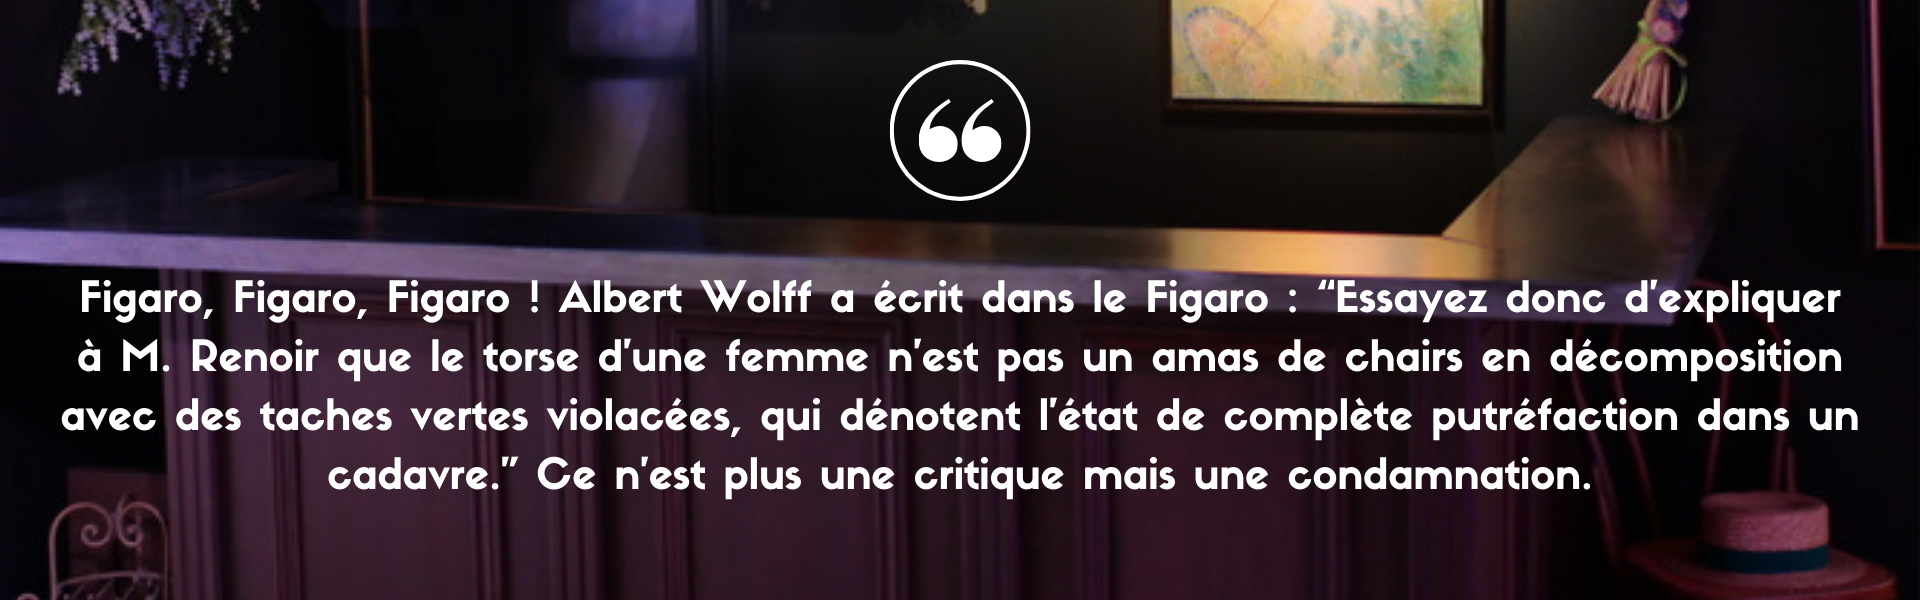 Figaro, Figaro, Figaro ! Albert Wolff a écrit dans le Figaro : “Essayez donc d'expliquer
à M. Renoir que le torse d'une femme n'est pas un amas de chairs en décomposition
avec des taches vertes violacées, qui dénotent l'état de complète putréfaction dans un
cadavre.” Ce n'est plus une critique mais une condamnation.